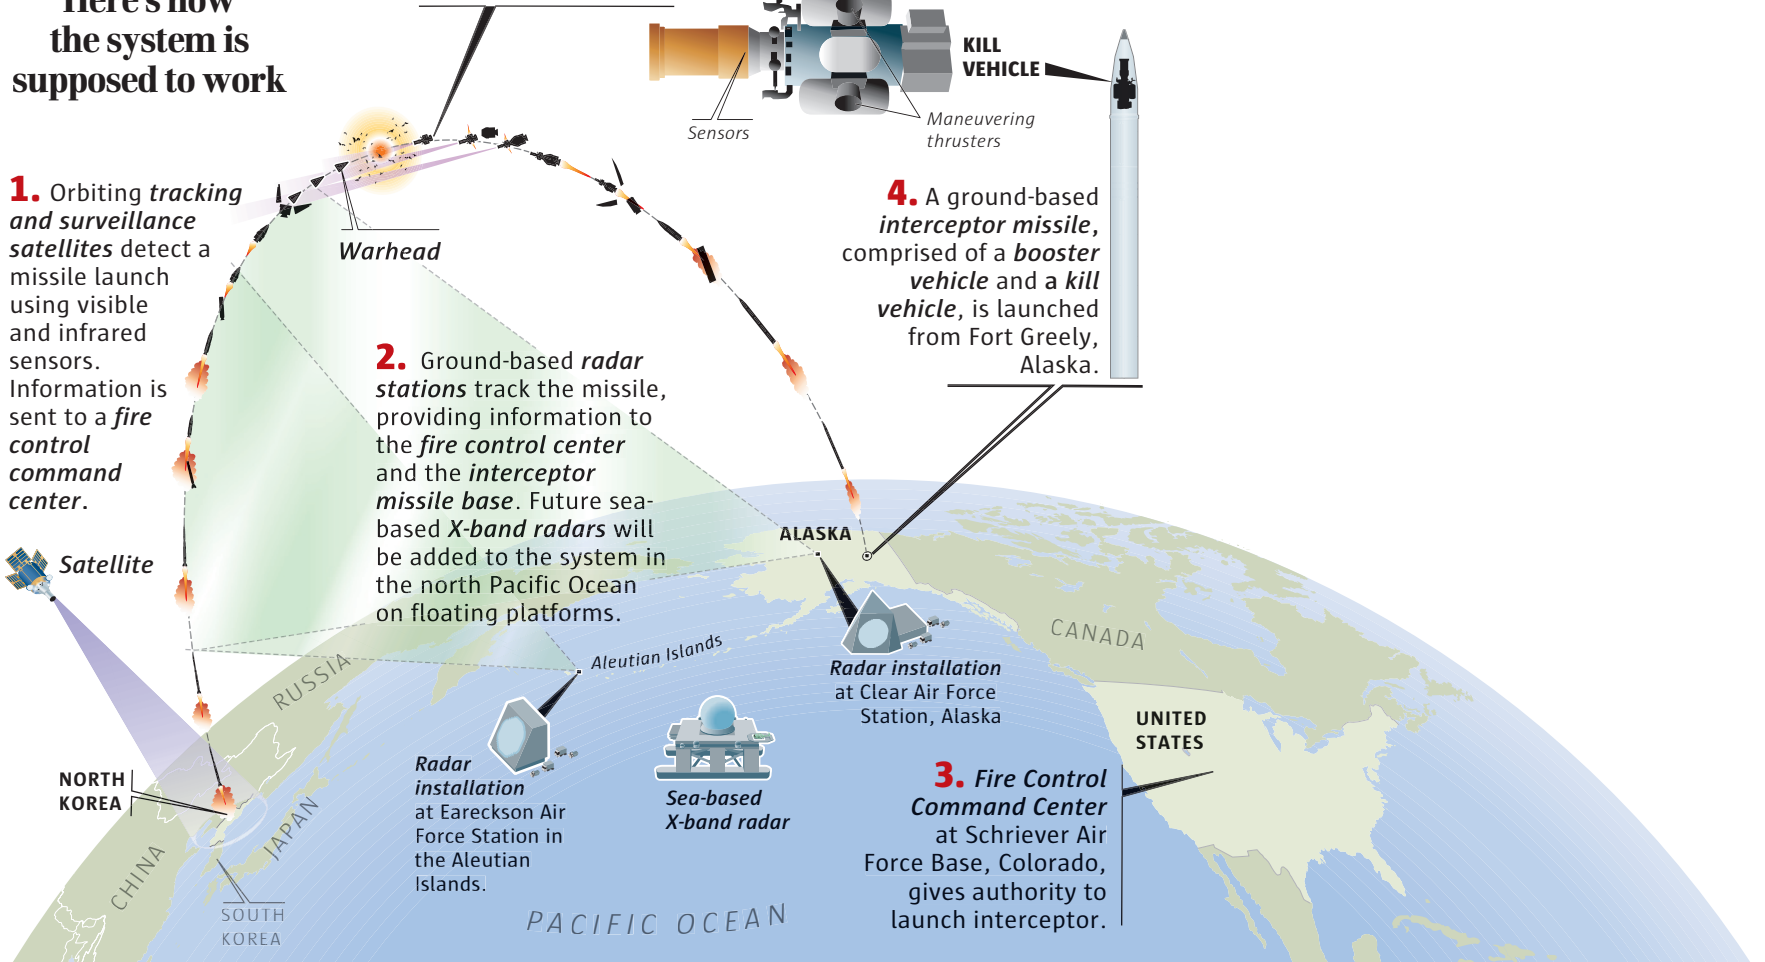 Here's how
the system is
supposed to work
KILL
VEHICLE
Sensors
Maneuvering
thrusters
1. Orbiting tracking
and surveillance
satellites detect a
missile launch
using visible
and infrared
sensors.
Information is
sent to a fire
control
command
center.
Warhead
4. A ground-based
interceptor missile,
comprised of a booster
vehicle and a kill
vehicle, is launched
from Fort Greely,
Alaska.
2. Ground-based radar
stations track the missile,
providing information to
the fire control center
and the interceptor
missile base. Future sea-
based X-band radars will
be added to the system in
the north Pacific Ocean
on floating platforms.
Satellite
ALASKA
CANADA
RUSSIA
Aleutian Islands
Radar installation
at Clear Air Force
Station, Alaska
UNITED
STATES
NORTH
KOREA
Radar
installation
at Eareckson Air
Force Station in
the Aleutian
Islands.
Sea-based
X-band radar
3. Fire Control
Command Center
at Schriever Air
Force Base, Colorado,
gives authority to
launch interceptor.
JAPAN
CHINA
SOUTH
KOREA
PACIFIC OCEAN